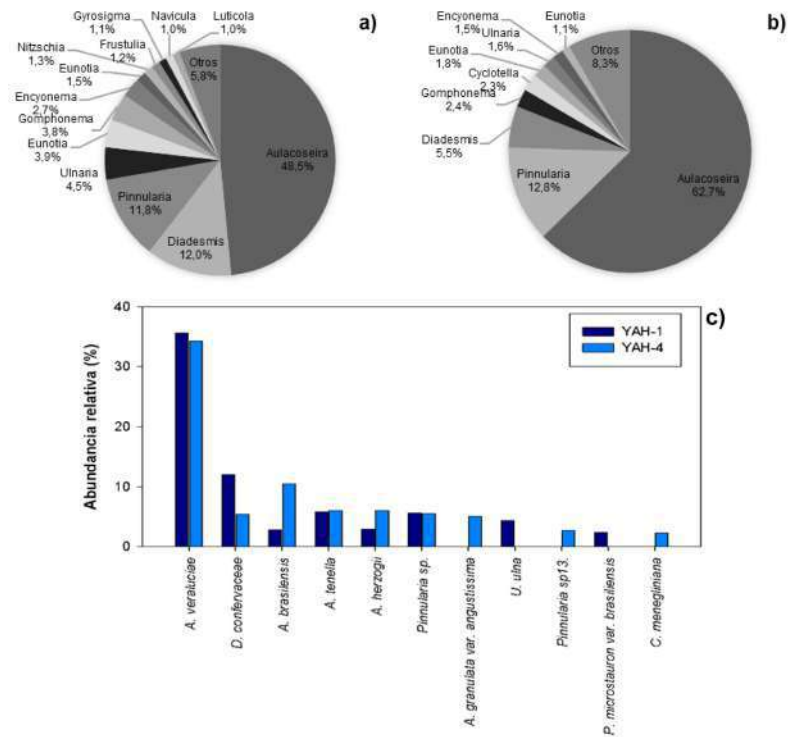 a)
Gyrosigma
1,1%
Navicula
1,0%
Luticola
1,0%
Frustulia
1,2%
Nitzschia
1,3%
Eunotia
1,5%
Encyonema
2,7%
Gomphonema
3,8%
Eunotia
3,9%
Ulnaria
4,5%
Pinnularia
11,8%
Diadesmis
12,0%
Aulacoseira
48,5%
Otros
5,8%
b)
Encyonema
1,5%
Eunotia
1,1%
Ulnaria
1,6%
Eunotia
1,8%
Cyclotella
2,3%
Gomphonema
2,4%
Diadesmis
5,5%
Pinnularia
12,8%
Aulacoseira
62,7%
Otros
8,3%
c)
YAH-1
YAH-4
Abundancia relativa (%)
40
30
20
10
0
A. veraluciae
D. confervaceae
A. brasilensis
A. tenella
A. herzogii
Pinnularia sp.
A. granulata var. angustissima
U. ulna
Pinnularia sp13.
P. microstauron var. brasiliensis
C. menegliniana